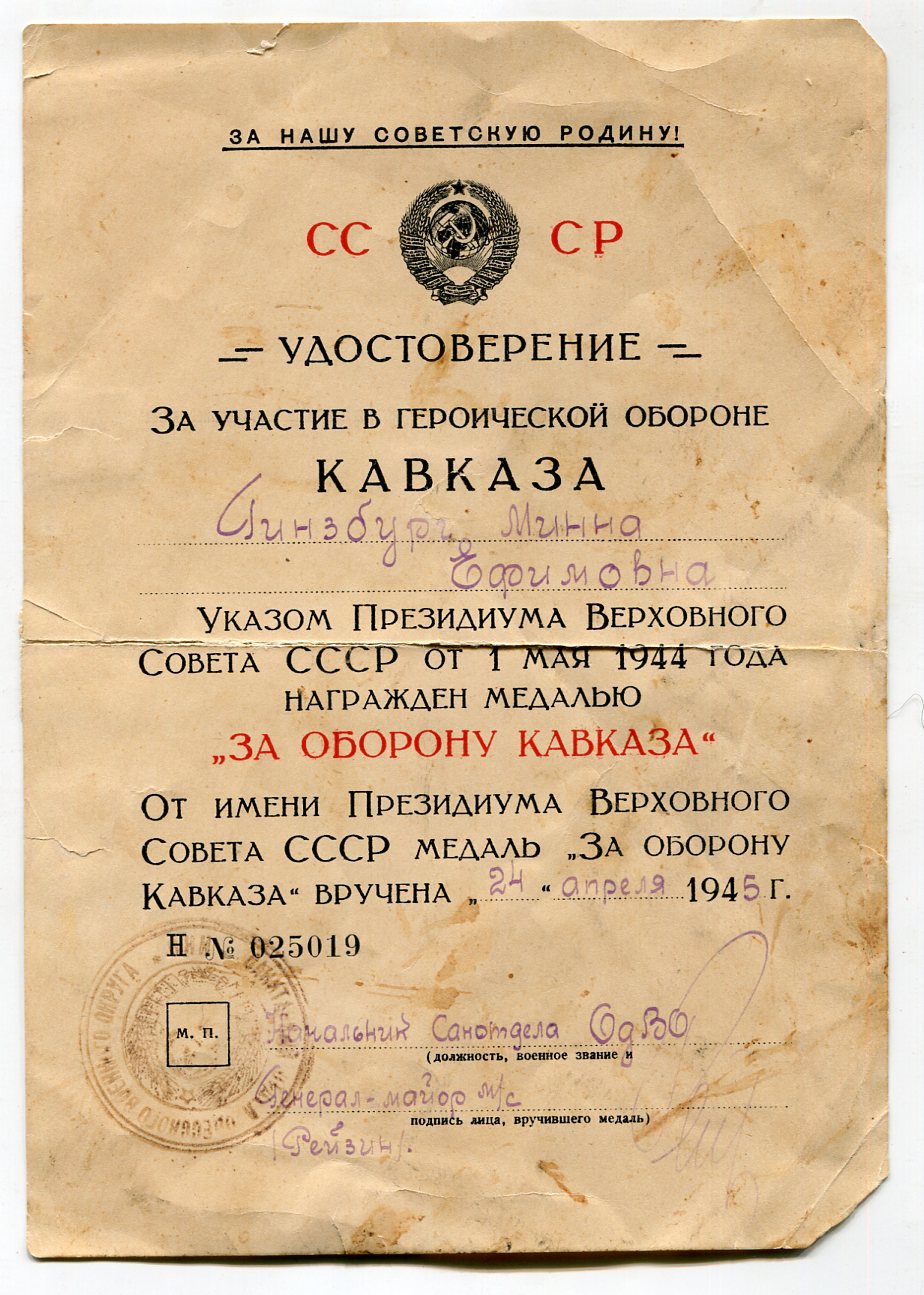 ЗА НАШУ СОВЕТСКУЮ РОДИНУ!
СС СР
УДОСТОВЕРЕНИЕ
ЗА УЧАСТИЕ В ГЕРОИЧЕСКОЙ ОБОРОНЕ
КАВКАЗА
Гинзбург Минна
Ефимовна
УКАЗОМ ПРЕЗИДИУМА ВЕРХОВНОГО
СОВЕТА СССР ОТ 1 МАЯ 1944 ГОДА
НАГРАЖДЕН МЕДАЛЬЮ
„ЗА ОБОРОНУ КАВКАЗА“
ОТ ИМЕНИ ПРЕЗИДИУМА ВЕРХОВНОГО
СОВЕТА СССР МЕДАЛЬ „ЗА ОБОРОНУ
КАВКАЗА“ ВРУЧЕНА „24“ апреля 1945 г.
Н № 025019
М. П.
Начальник Санотдела ОдВО
(должность, военное звание и
Генерал-майор м/с
подпись лица, вручившего медаль)
(Рейзин).
ВОЕННОГО ОКРУГА